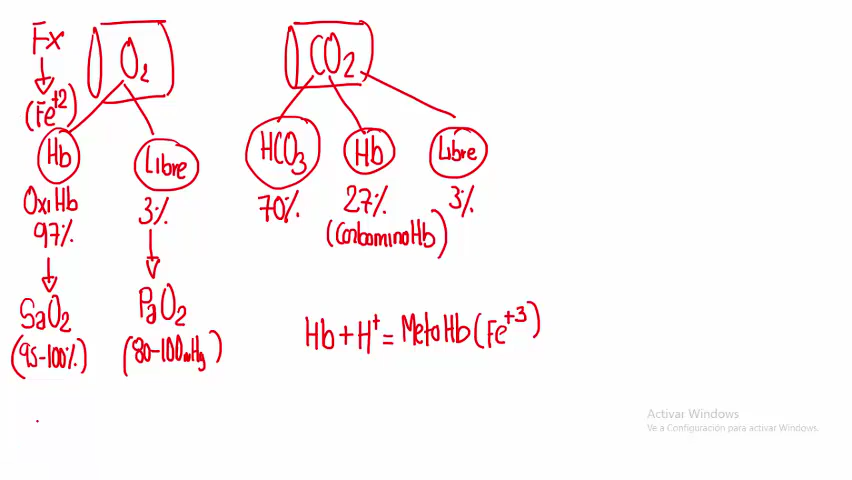 Fx
(Fe+2)
O2
Hb
Libre
OxiHb
97%
3%
SaO2
(95-100%)
PaO2
(80-100mmHg)
CO2
HCO3
Hb
Libre
70%
27%
3%
(CarbaminoHb)
Hb + H+ = MetaHb (Fe+3)
Activar Windows
Ve a Configuración para activar Windows.